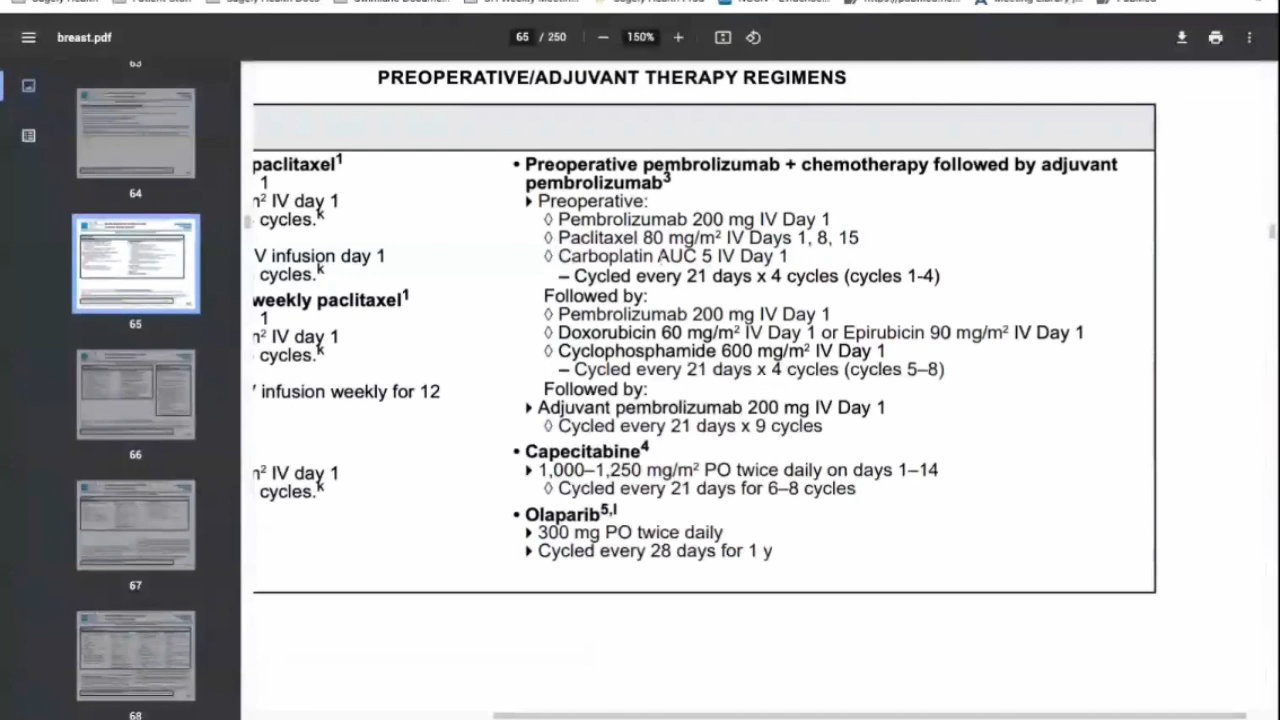 breast.pdf
65 / 250
150%
63
64
65
66
67
68
PREOPERATIVE/ADJUVANT THERAPY REGIMENS
paclitaxel1
1
m² IV day 1
cycles.k
V infusion day 1
cycles.k
weekly paclitaxel1
1
m² IV day 1
cycles.k
infusion weekly for 12
m² IV day 1
cycles.k
• Preoperative pembrolizumab + chemotherapy followed by adjuvant
pembrolizumab3
Preoperative:
◊ Pembrolizumab 200 mg IV Day 1
◊ Paclitaxel 80 mg/m² IV Days 1, 8, 15
◊ Carboplatin AUC 5 IV Day 1
– Cycled every 21 days x 4 cycles (cycles 1-4)
Followed by:
◊ Pembrolizumab 200 mg IV Day 1
◊ Doxorubicin 60 mg/m² IV Day 1 or Epirubicin 90 mg/m² IV Day 1
◊ Cyclophosphamide 600 mg/m² IV Day 1
– Cycled every 21 days x 4 cycles (cycles 5–8)
Followed by:
Adjuvant pembrolizumab 200 mg IV Day 1
◊ Cycled every 21 days x 9 cycles
• Capecitabine4
1,000–1,250 mg/m² PO twice daily on days 1–14
◊ Cycled every 21 days for 6–8 cycles
• Olaparib5,l
300 mg PO twice daily
Cycled every 28 days for 1 y